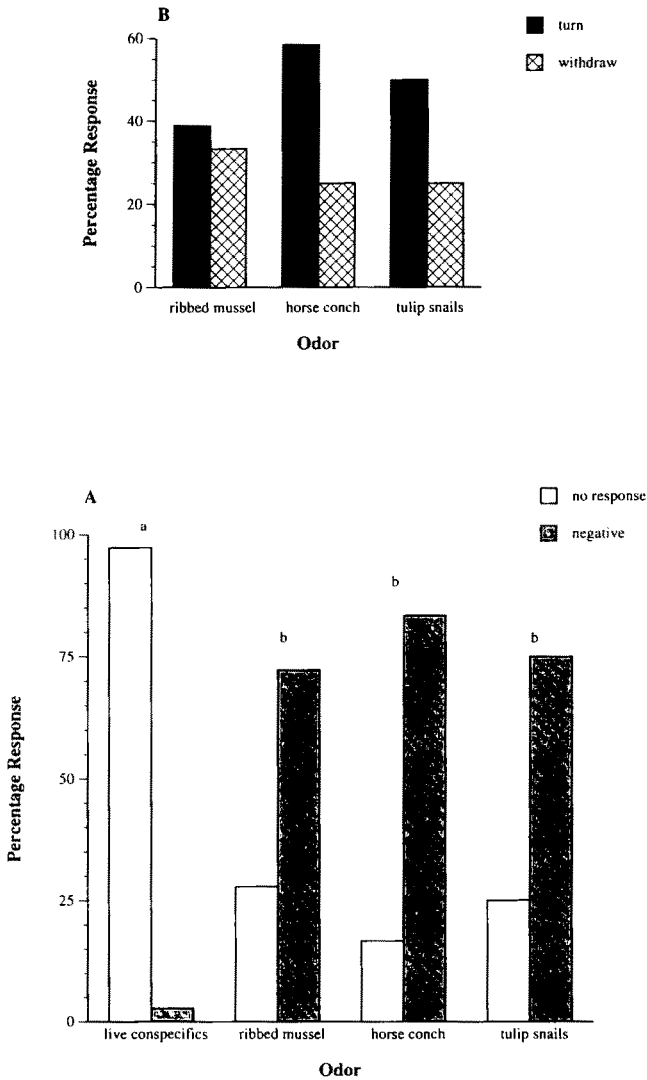 B
turn
withdraw
60
40
20
0
Percentage Response
ribbed mussel horse conch tulip snails
Odor
A
no response
negative
a
b
b
b
100
75
50
25
0
Percentage Response
live conspecifics ribbed mussel horse conch tulip snails
Odor